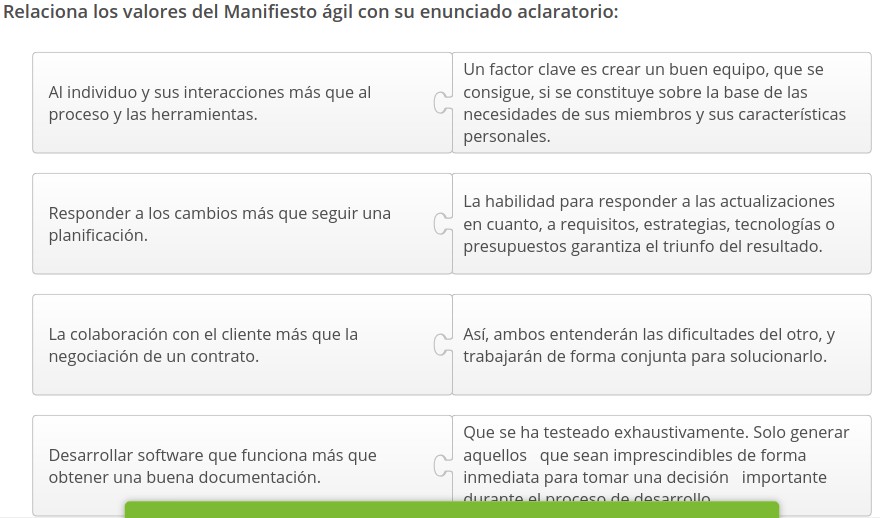 Relaciona los valores del Manifiesto ágil con su enunciado aclaratorio:
Al individuo y sus interacciones más que al
proceso y las herramientas.
Un factor clave es crear un buen equipo, que se
consigue, si se constituye sobre la base de las
necesidades de sus miembros y sus características
personales.
Responder a los cambios más que seguir una
planificación.
La habilidad para responder a las actualizaciones
en cuanto, a requisitos, estrategias, tecnologías o
presupuestos garantiza el triunfo del resultado.
La colaboración con el cliente más que la
negociación de un contrato.
Así, ambos entenderán las dificultades del otro, y
trabajarán de forma conjunta para solucionarlo.
Desarrollar software que funciona más que
obtener una buena documentación.
Que se ha testeado exhaustivamente. Solo generar
aquellos que sean imprescindibles de forma
inmediata para tomar una decisión importante
durante el proceso de desarrollo